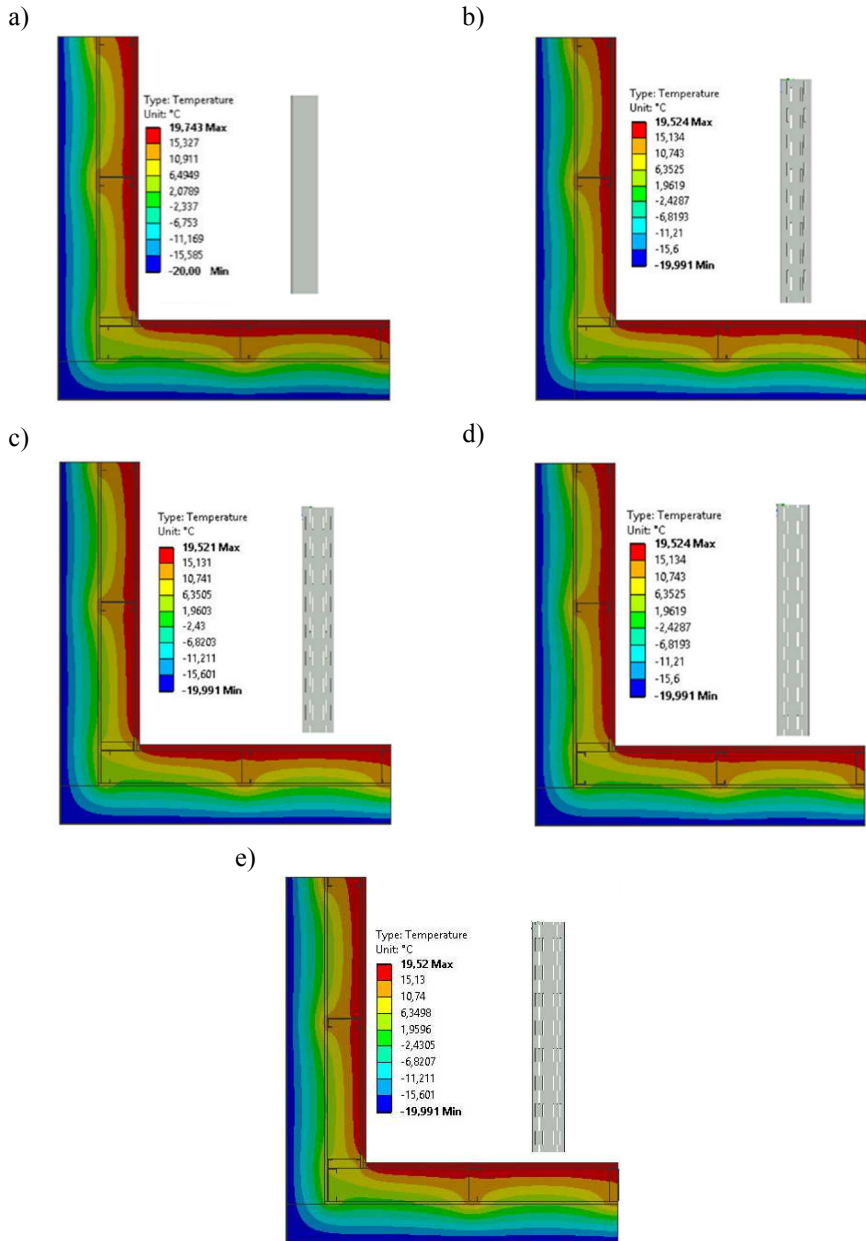 a)
Type: Temperature
Unit: °C
19,743 Max
15,327
10,911
6,4949
2,0789
-2,337
-6,753
-11,169
-15,585
-20,00 Min
b)
Type: Temperature
Unit: °C
19,524 Max
15,134
10,743
6,3525
1,9619
-2,4287
-6,8193
-11,21
-15,6
-19,991 Min
c)
Type: Temperature
Unit: °C
19,521 Max
15,131
10,741
6,3505
1,9603
-2,43
-6,8203
-11,211
-15,601
-19,991 Min
d)
Type: Temperature
Unit: °C
19,524 Max
15,134
10,743
6,3525
1,9619
-2,4287
-6,8193
-11,21
-15,6
-19,991 Min
e)
Type: Temperature
Unit: °C
19,52 Max
15,13
10,74
6,3498
1,9596
-2,4305
-6,8207
-11,211
-15,601
-19,991 Min